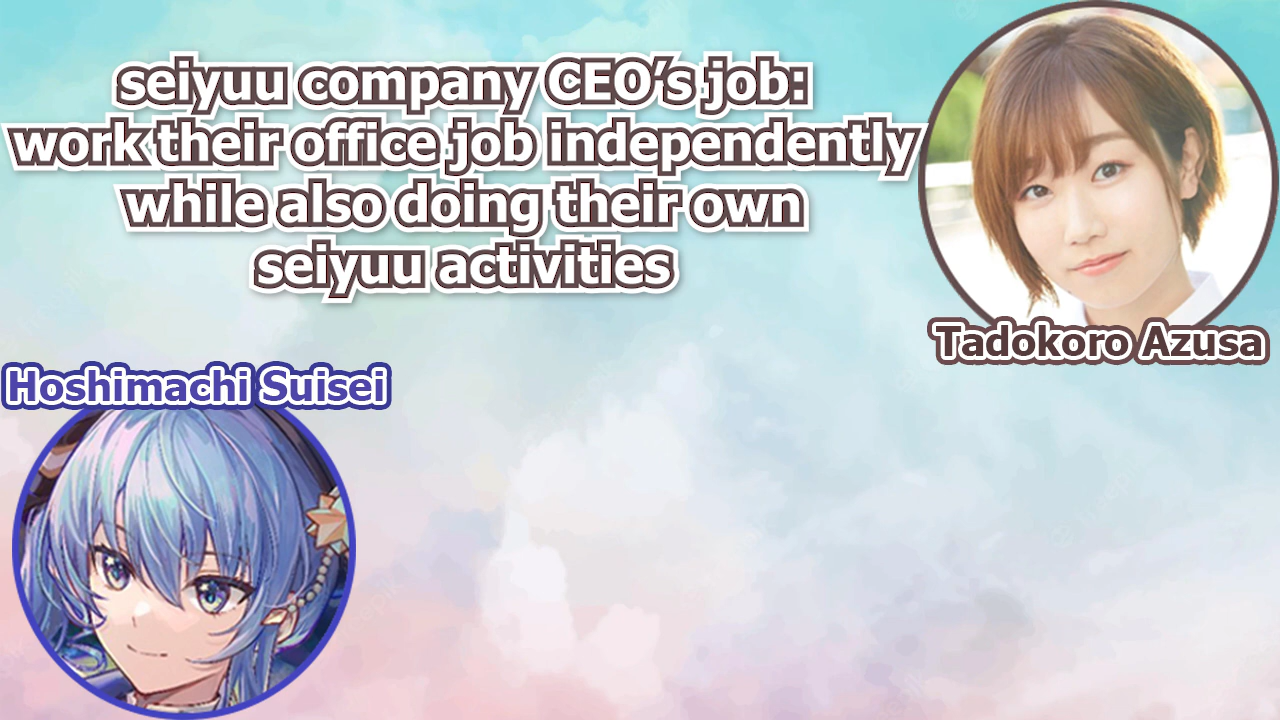 seiyuu company CEO's job:
work their office job independently
while also doing their own
seiyuu activities
Tadokoro Azusa
Hoshimachi Suisei